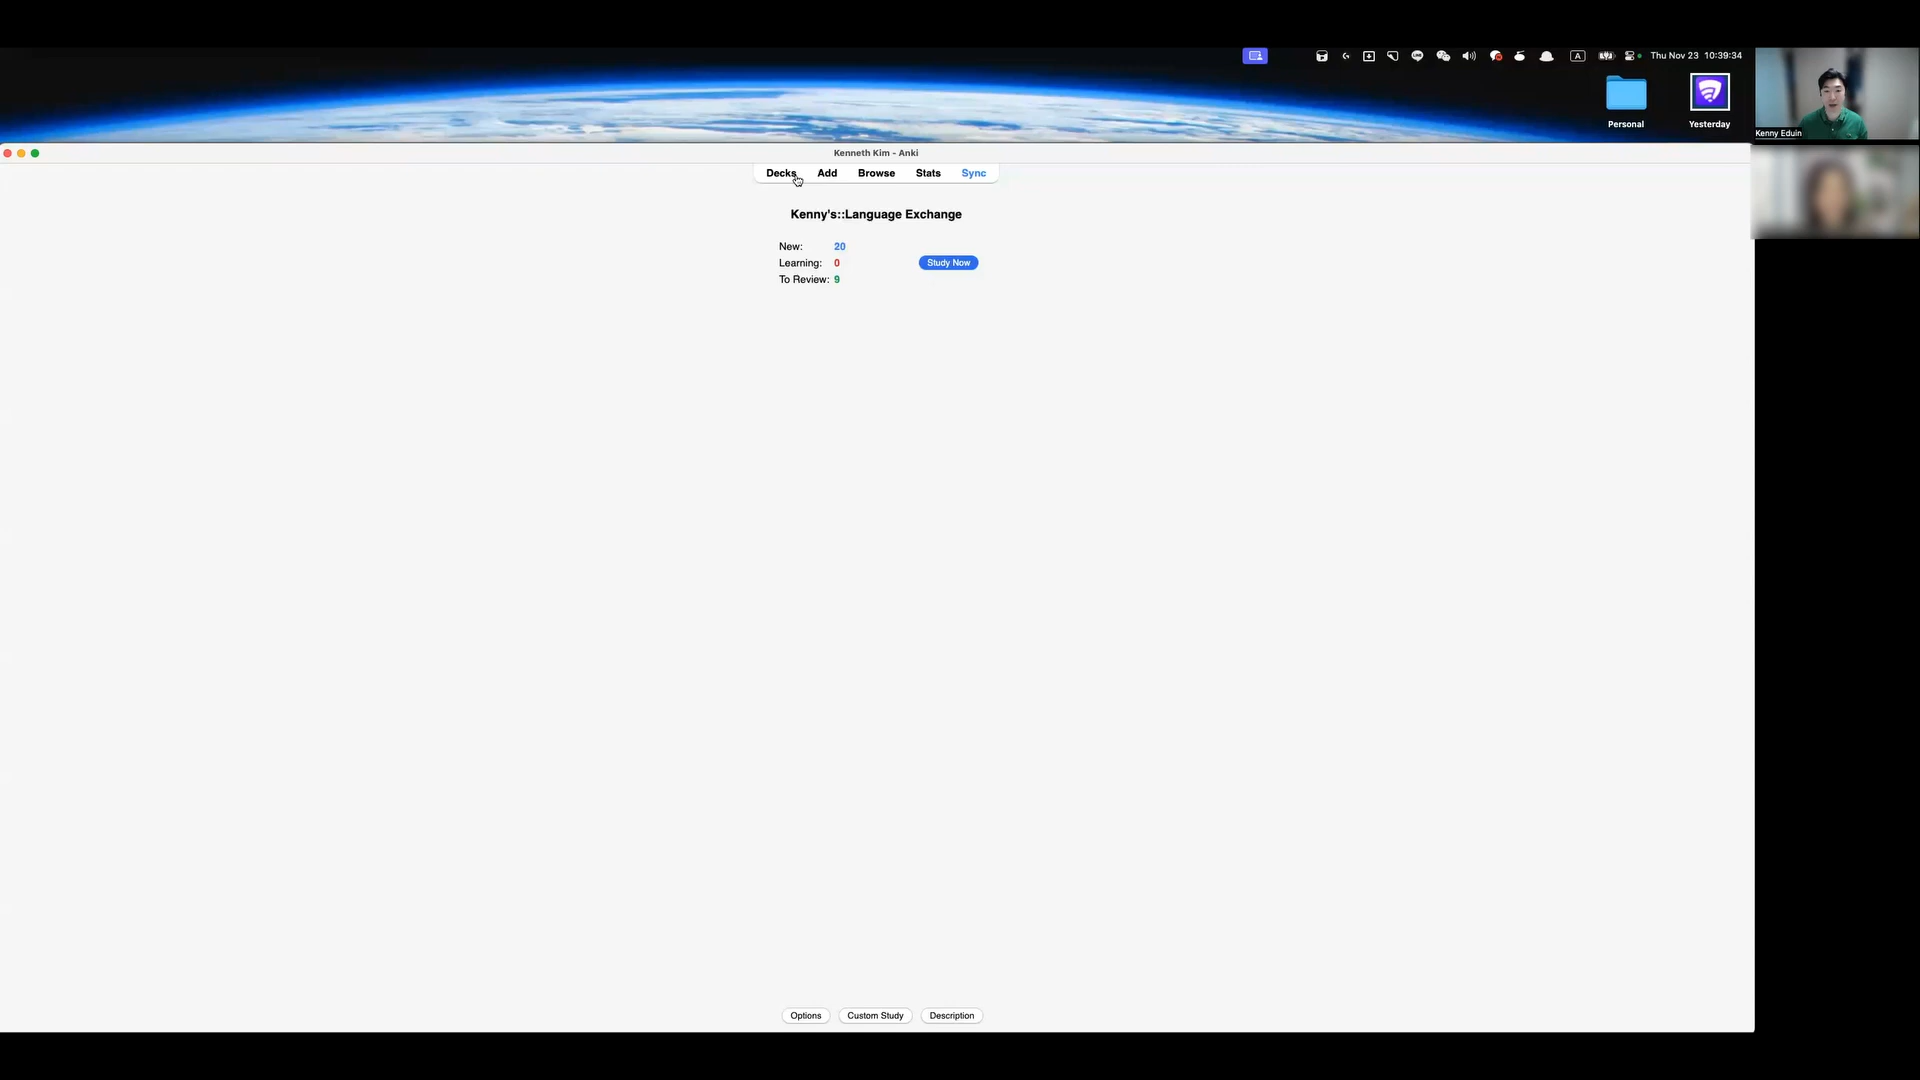 Thu Nov 23 10:39:34
Personal
Yesterday
Kenny Eduin
Kenneth Kim - Anki
Decks Add Browse Stats Sync
Kenny's::Language Exchange
New: 20
Learning: 0
Study Now
To Review: 9
Options Custom Study Description